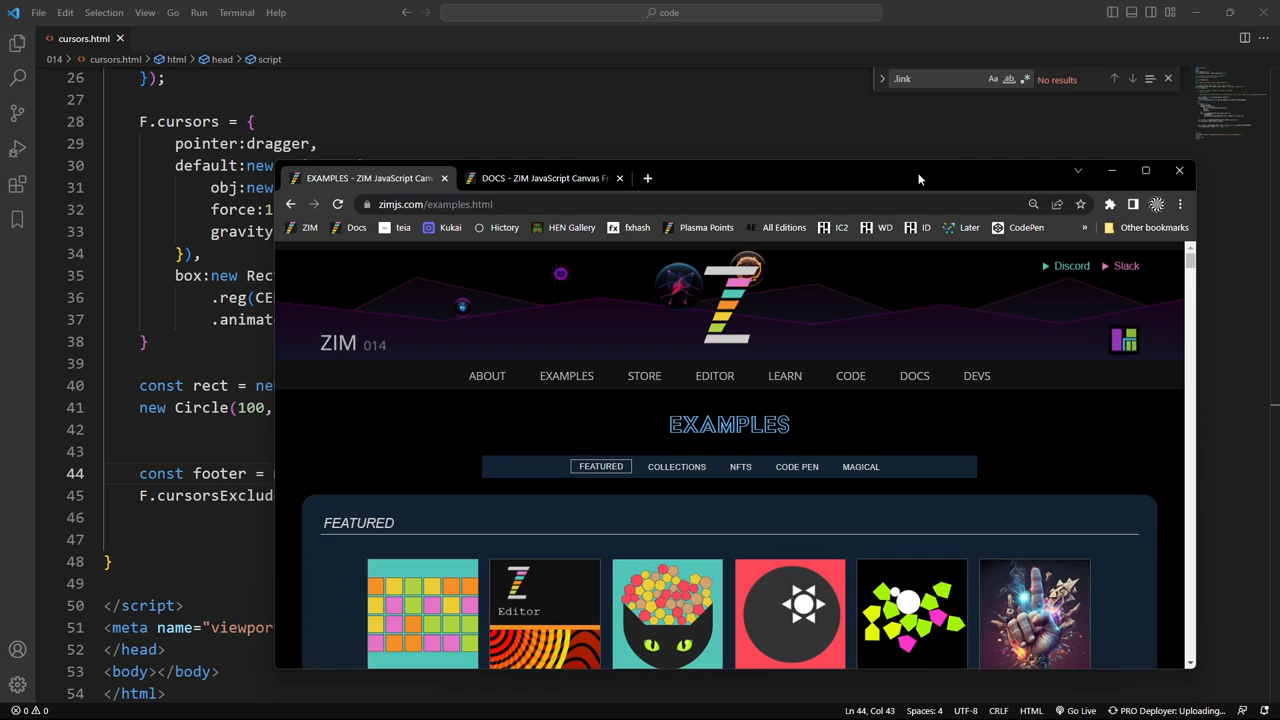 File Edit Selection View Go Run Terminal Help
code
cursors.html
014 > cursors.html > html > head > script
.link
Aa ab
No results
26 });
27
28 F.cursors = {
29 pointer:dragger,
30 default:new
31 obj:new
32 force:1
33 gravity
34 }),
35 box:new Rec
36 .reg(CE
37 .animat
38 }
39
40 const rect = ne
41 new Circle(100,
42
43
44 const footer = n
45 F.cursorsExclud
46
47
48 }
49
50 </script>
51 <meta name="viewpor
52 </head>
53 <body></body>
54 </html>
EXAMPLES - ZIM JavaScript Canv
DOCS - ZIM JavaScript Canvas Fr
zimjs.com/examples.html
ZIM Docs teia Kukai Hictory HEN Gallery fxhash Plasma Points AE All Editions IC2 WD ID Later CodePen » Other bookmarks
Discord Slack
ZIM 014
ABOUT EXAMPLES STORE EDITOR LEARN CODE DOCS DEVS
EXAMPLES
FEATURED COLLECTIONS NFTS CODE PEN MAGICAL
FEATURED
Editor
0 0
Ln 44, Col 43 Spaces: 4 UTF-8 CRLF HTML Go Live PRO Deployer: Uploading...